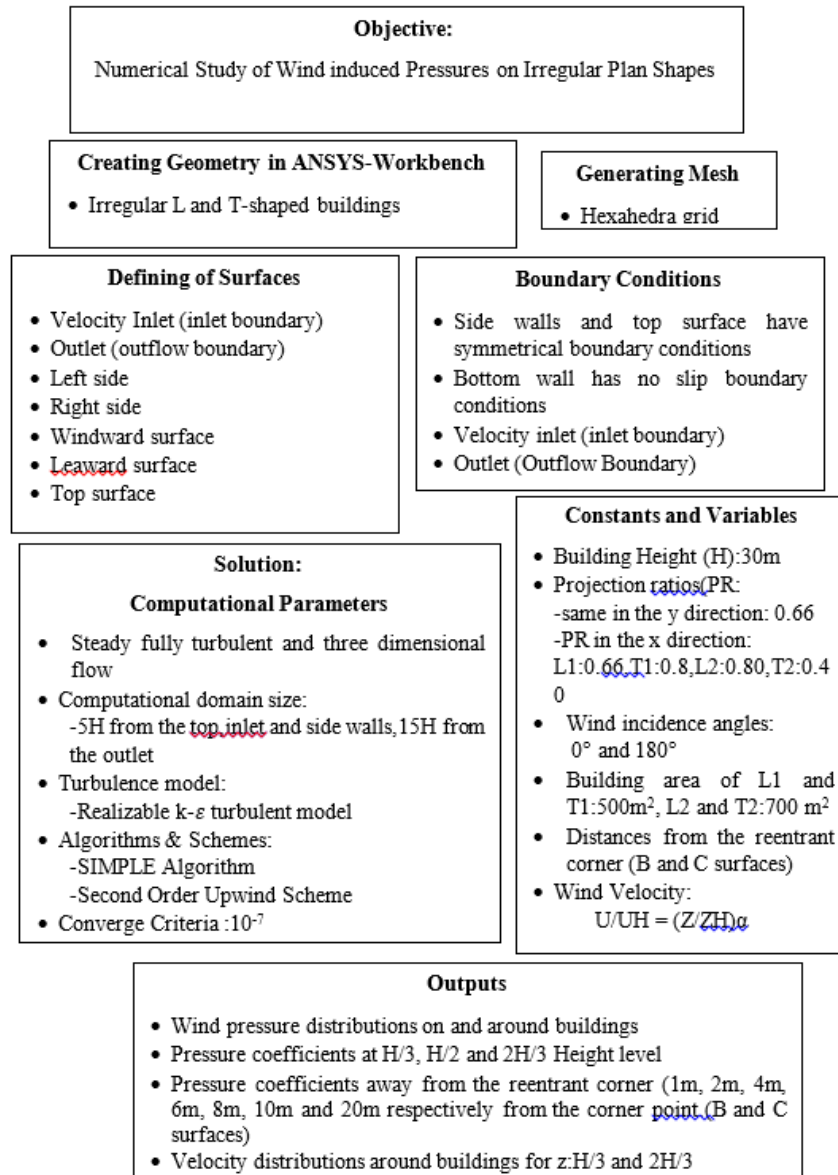 Objective:
Numerical Study of Wind induced Pressures on Irregular Plan Shapes
Creating Geometry in ANSYS-Workbench
• Irregular L and T-shaped buildings
Generating Mesh
• Hexahedra grid
Defining of Surfaces
• Velocity Inlet (inlet boundary)
• Outlet (outflow boundary)
• Left side
• Right side
• Windward surface
• Leaward surface
• Top surface
Boundary Conditions
• Side walls and top surface have
symmetrical boundary conditions
• Bottom wall has no slip boundary
conditions
• Velocity inlet (inlet boundary)
• Outlet (Outflow Boundary)
Solution:
Computational Parameters
• Steady fully turbulent and three dimensional
flow
• Computational domain size:
-5H from the top,inlet and side walls,15H from
the outlet
• Turbulence model:
-Realizable k-ε turbulent model
• Algorithms & Schemes:
-SIMPLE Algorithm
-Second Order Upwind Scheme
• Converge Criteria :10⁻⁷
Constants and Variables
• Building Height (H):30m
• Projection ratios(PR:
-same in the y direction: 0.66
-PR in the x direction:
L1:0.66,T1:0.8,L2:0.80,T2:0.4
0
• Wind incidence angles:
0° and 180°
• Building area of L1 and
T1:500m², L2 and T2:700 m²
• Distances from the reentrant
corner (B and C surfaces)
• Wind Velocity:
U/UH = (Z/ZH)α
Outputs
• Wind pressure distributions on and around buildings
• Pressure coefficients at H/3, H/2 and 2H/3 Height level
• Pressure coefficients away from the reentrant corner (1m, 2m, 4m,
6m, 8m, 10m and 20m respectively from the corner point (B and C
surfaces)
• Velocity distributions around buildings for z:H/3 and 2H/3